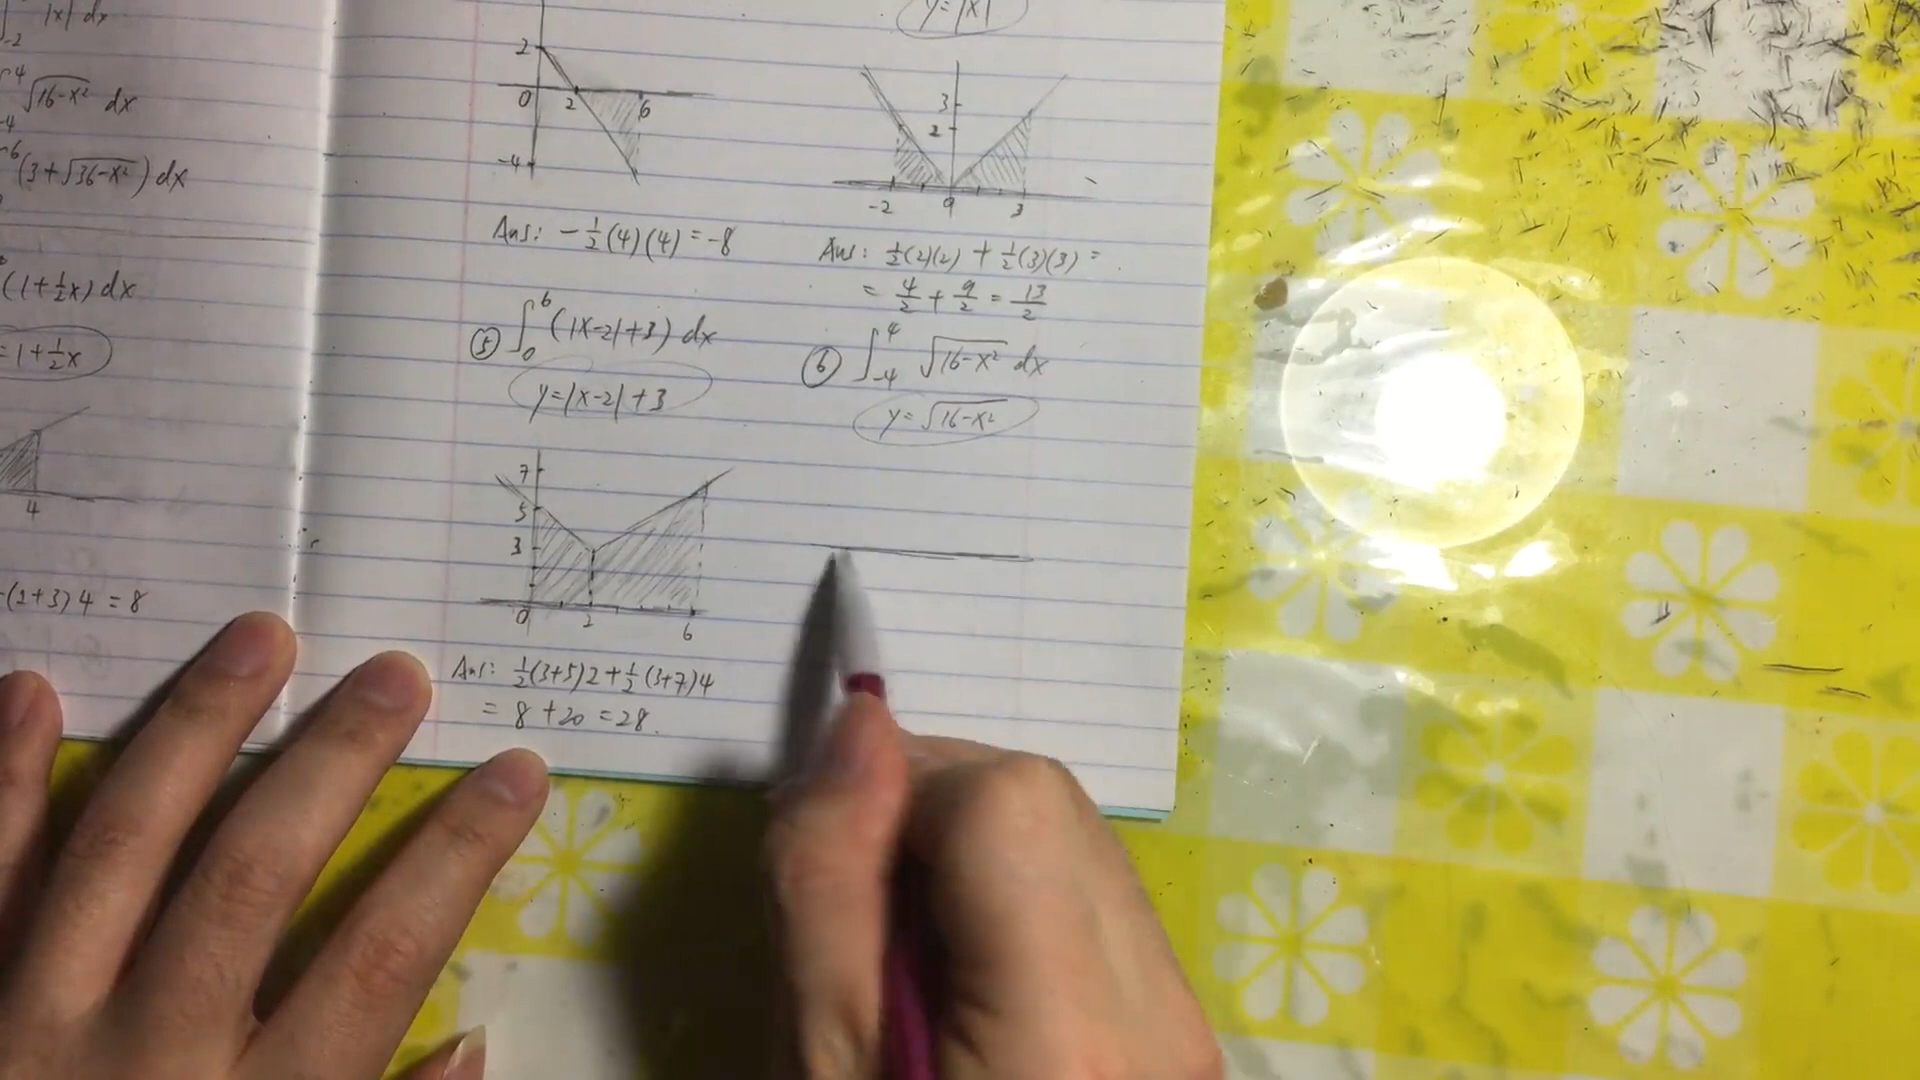 |x| dx
-2
4
√16-x² dx
-4
6
(3+√36-x²) dx
(1+½x) dx
= 1+½x
4
(1+3)4 = 8
2
0
2
6
-4
Ans: -½(4)(4) = -8
⑤ ∫₀⁶ (|x-2|+3) dx
y=|x-2|+3
7
5
3
0
2
6
Ans: ½(3+5)2+½(3+7)4
= 8+20 = 28.
y=|x|
3
2
-2
0
3
Ans: ½(2)(2) + ½(3)(3) =
= 4/2 + 9/2 = 13/2
⑥ ∫₋₄⁴ √16-x² dx
y=√16-x²